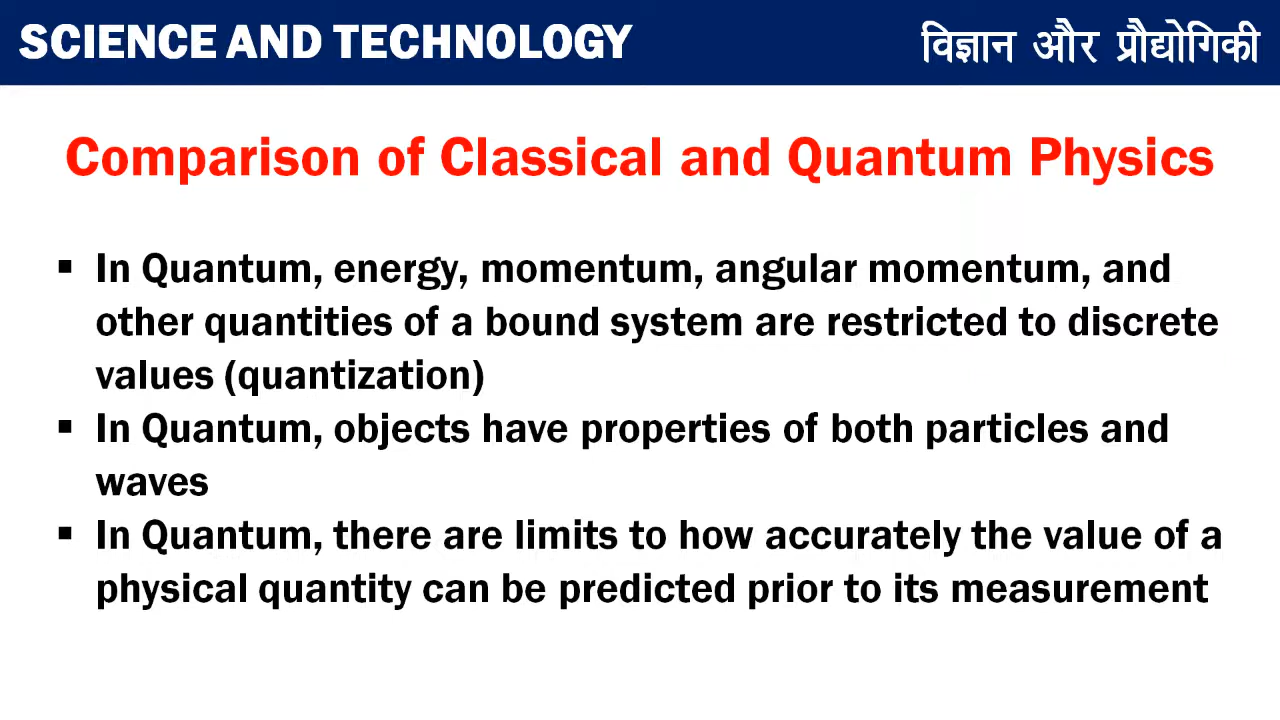 SCIENCE AND TECHNOLOGY
विज्ञान और प्रौद्योगिकी
Comparison of Classical and Quantum Physics
▪ In Quantum, energy, momentum, angular momentum, and
other quantities of a bound system are restricted to discrete
values (quantization)
▪ In Quantum, objects have properties of both particles and
waves
▪ In Quantum, there are limits to how accurately the value of a
physical quantity can be predicted prior to its measurement